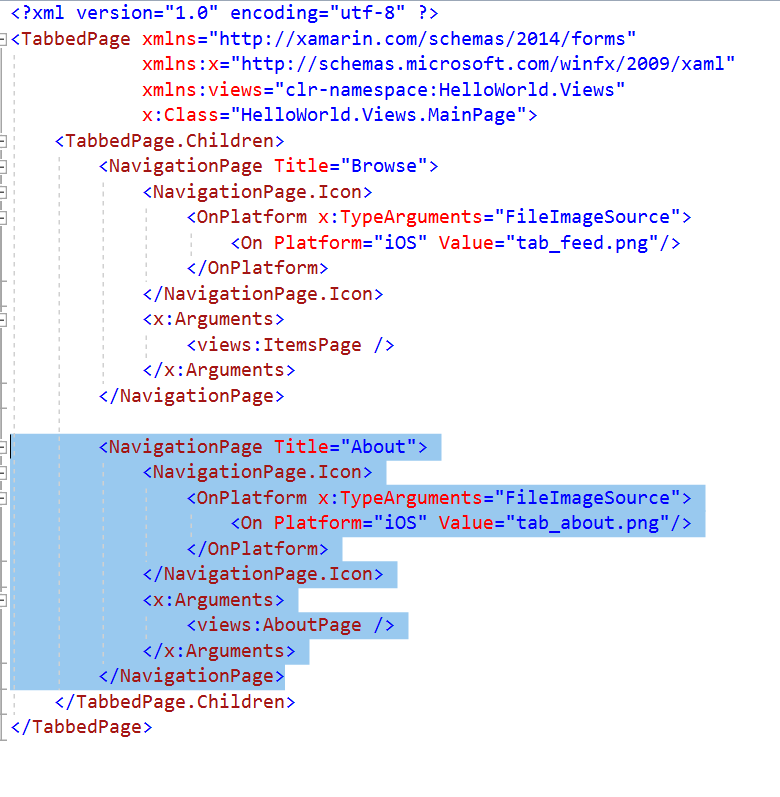 <?xml version="1.0" encoding="utf-8" ?>
<TabbedPage xmlns="http://xamarin.com/schemas/2014/forms"
            xmlns:x="http://schemas.microsoft.com/winfx/2009/xaml"
            xmlns:views="clr-namespace:HelloWorld.Views"
            x:Class="HelloWorld.Views.MainPage">
    <TabbedPage.Children>
        <NavigationPage Title="Browse">
            <NavigationPage.Icon>
                <OnPlatform x:TypeArguments="FileImageSource">
                    <On Platform="iOS" Value="tab_feed.png"/>
                </OnPlatform>
            </NavigationPage.Icon>
            <x:Arguments>
                <views:ItemsPage />
            </x:Arguments>
        </NavigationPage>
        <NavigationPage Title="About">
            <NavigationPage.Icon>
                <OnPlatform x:TypeArguments="FileImageSource">
                    <On Platform="iOS" Value="tab_about.png"/>
                </OnPlatform>
            </NavigationPage.Icon>
            <x:Arguments>
                <views:AboutPage />
            </x:Arguments>
        </NavigationPage>
    </TabbedPage.Children>
</TabbedPage>